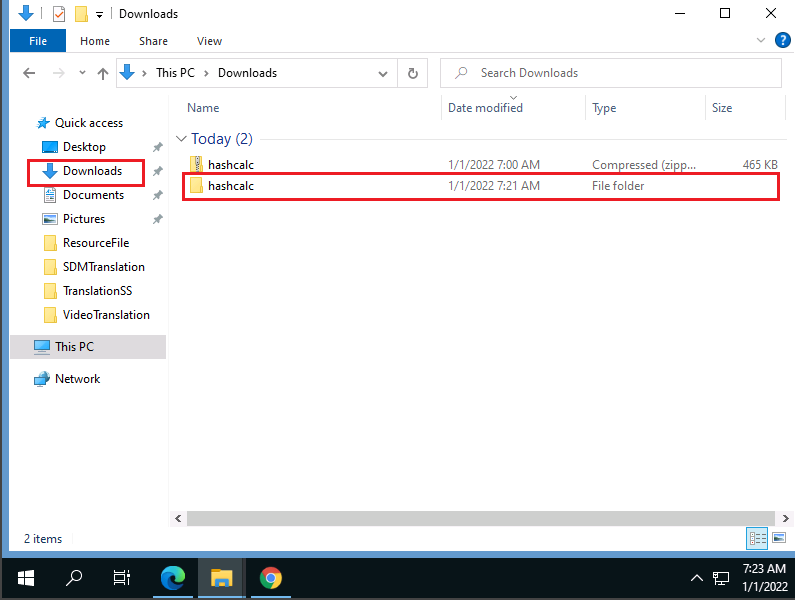 Downloads
File Home Share View
This PC Downloads
Search Downloads
Name Date modified Type Size
Quick access
Today (2)
Desktop
hashcalc 1/1/2022 7:00 AM Compressed (zipp... 465 KB
Downloads
hashcalc 1/1/2022 7:21 AM File folder
Documents
Pictures
ResourceFile
SDMTranslation
TranslationSS
VideoTranslation
This PC
Network
2 items
7:23 AM
1/1/2022